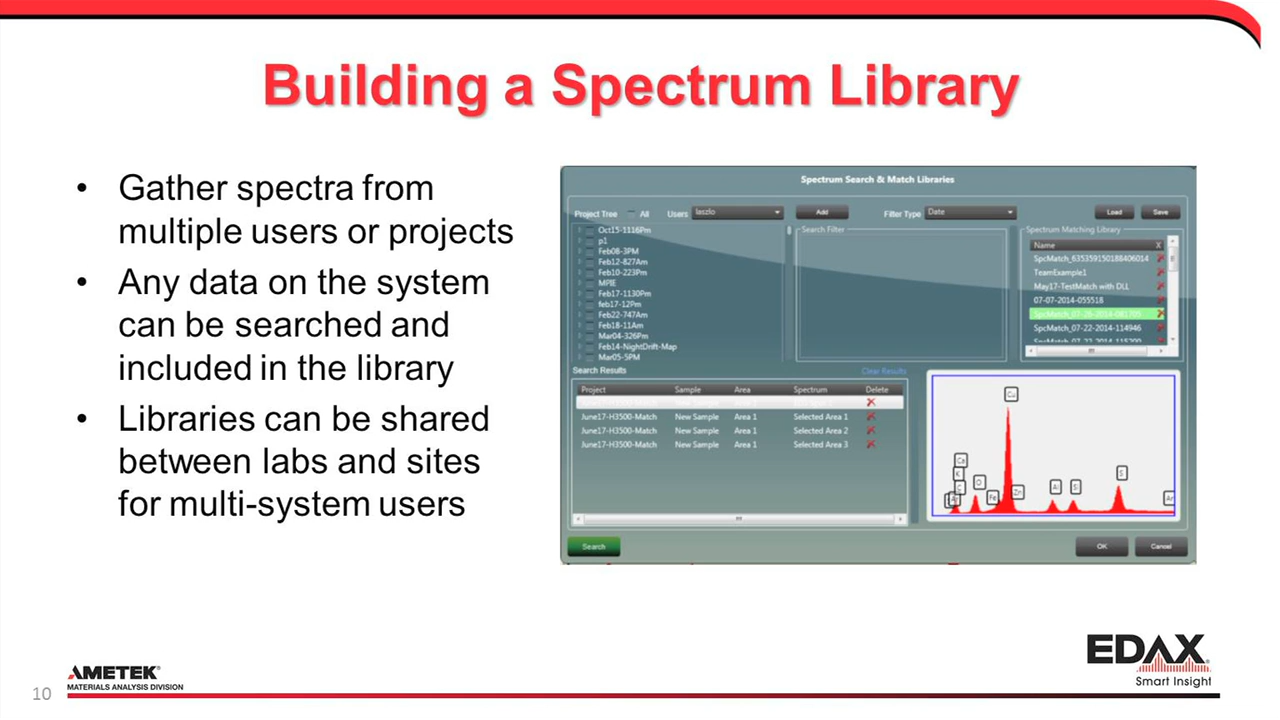 Building a Spectrum Library
• Gather spectra from
multiple users or projects
• Any data on the system
can be searched and
included in the library
• Libraries can be shared
between labs and sites
for multi-system users
Spectrum Search & Match Libraries
Project Tree All Users laszlo Add Filter Type Date Load Save
Oct15-1116Pm
p1
Feb08-3PM
Feb12-827Am
Feb10-223Pm
MPIE
Feb17-1130Pm
feb17-12Pm
Feb22-747Am
Feb18-11Am
Mar04-326Pm
Feb14-NightDrift-Map
Mar05-5PM
Search Filter
Spectrum Matching Library
Name X
SpcMatch_635359150188406014
TeamExample1
May17-TestMatch with DLL
07-07-2014-055518
SpcMatch_07-28-2014-081705
SpcMatch_07-22-2014-114946
Search Results Clear Results
Project Sample Area Spectrum Delete
June17-H3500-Match New Sample Area 1 Selected Area 1
June17-H3500-Match New Sample Area 1 Selected Area 2
June17-H3500-Match New Sample Area 1 Selected Area 3
Cu
Ca
K
C
O
Fe
Zn
Al
Si
S
Ar
Search OK Cancel
EDAX
Smart Insight
AMETEK®
MATERIALS ANALYSIS DIVISION
10